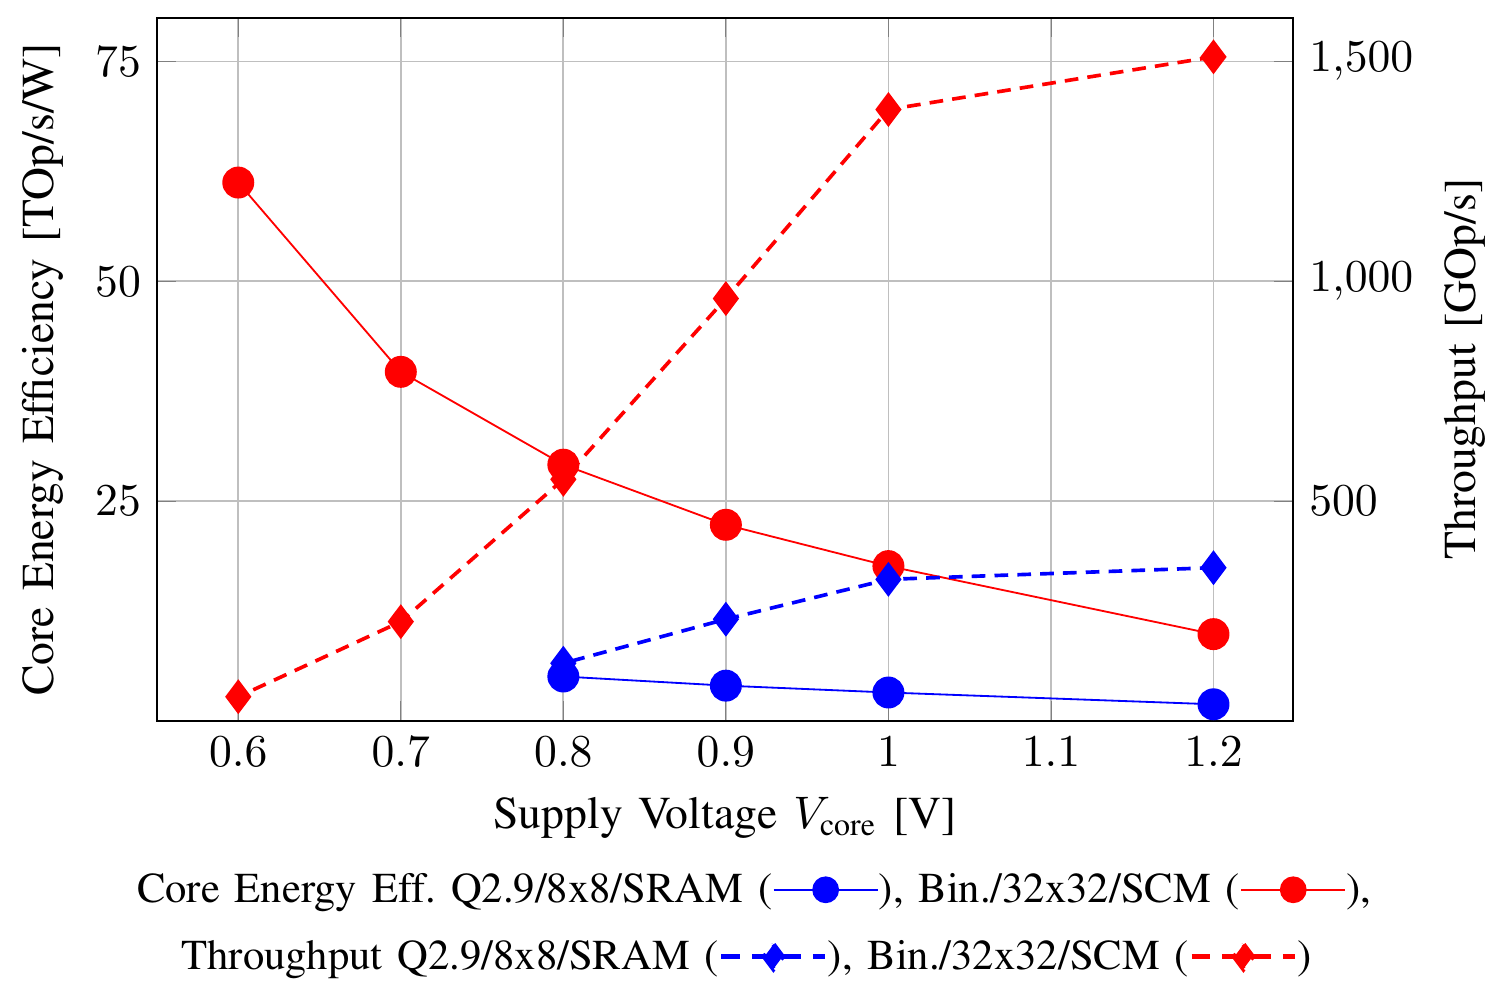 Core Energy Efficiency [TOp/s/W]
75
50
25
1,500
1,000
500
Throughput [GOp/s]
0.6 0.7 0.8 0.9 1 1.1 1.2
Supply Voltage Vcore [V]
Core Energy Eff. Q2.9/8x8/SRAM ( ), Bin./32x32/SCM ( ),
Throughput Q2.9/8x8/SRAM ( ), Bin./32x32/SCM ( )